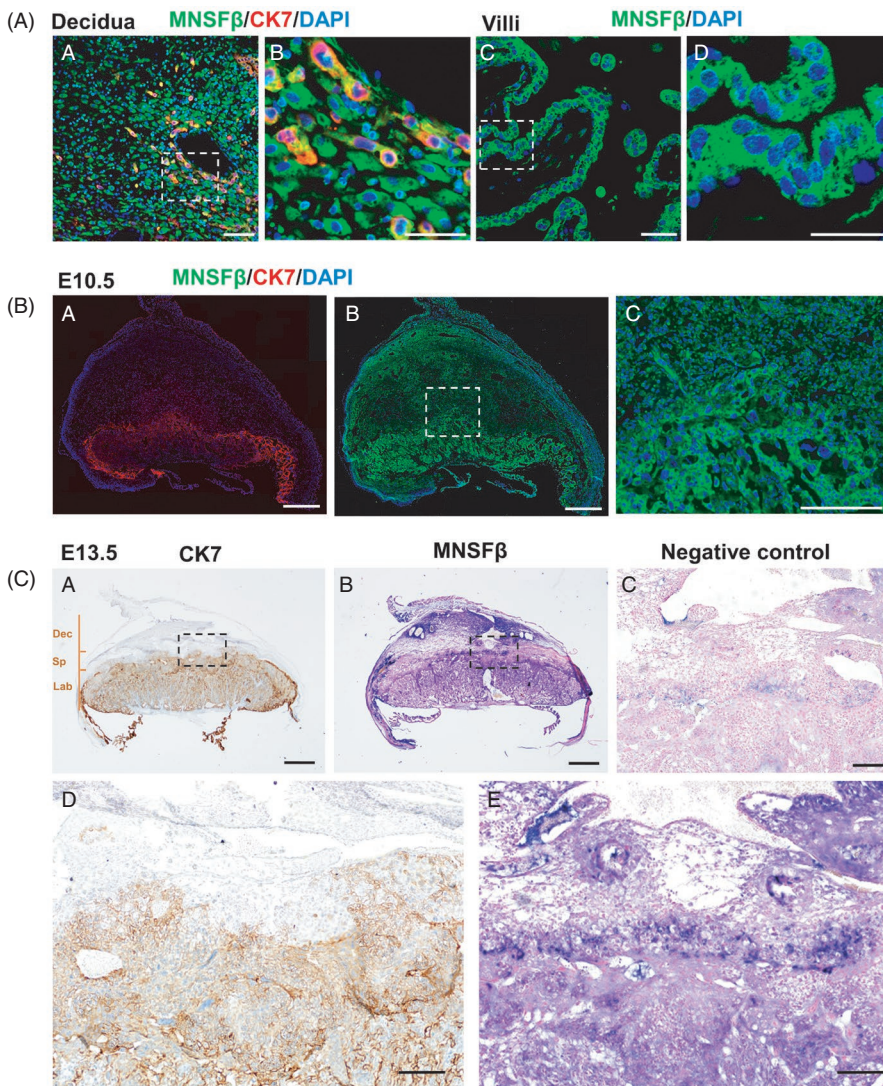 (A) Decidua MNSFβ/CK7/DAPI Villi MNSFβ/DAPI
A B C D
E10.5 MNSFβ/CK7/DAPI
(B) A B C
(C) E13.5 CK7 MNSFβ Negative control
A B C
Dec
Sp
Lab
D E